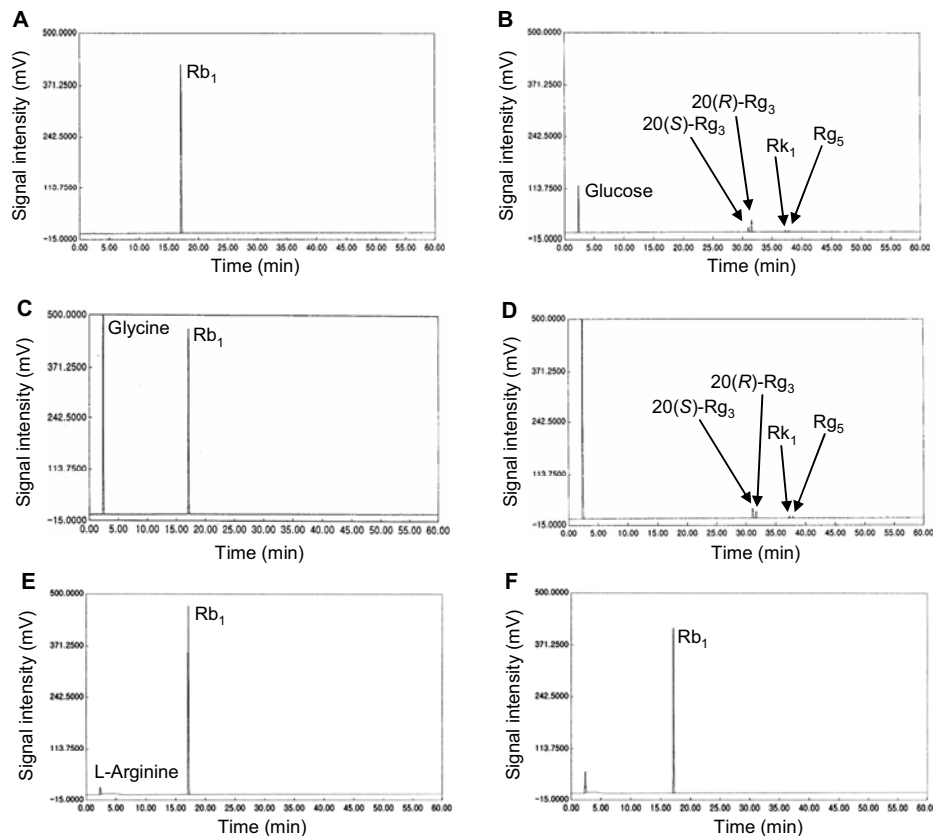 A
Signal intensity (mV)
500.0000
371.2500
242.5000
113.7500
−15.0000
Rb₁
0.00 5.00 10.00 15.00 20.00 25.00 30.00 35.00 40.00 45.00 50.00 55.00 60.00
Time (min)
B
Signal intensity (mV)
500.0000
371.2500
242.5000
113.7500
−15.0000
20(R)-Rg₃
20(S)-Rg₃
Rk₁
Rg₅
Glucose
0.00 5.00 10.00 15.00 20.00 25.00 30.00 35.00 40.00 45.00 50.00 55.00 60.00
Time (min)
C
Signal intensity (mV)
500.0000
371.2500
242.5000
113.7500
−15.0000
Glycine
Rb₁
0.00 5.00 10.00 15.00 20.00 25.00 30.00 35.00 40.00 45.00 50.00 55.00 60.00
Time (min)
D
Signal intensity (mV)
500.0000
371.2500
242.5000
113.7500
−15.0000
20(R)-Rg₃
20(S)-Rg₃
Rk₁
Rg₅
0.00 5.00 10.00 15.00 20.00 25.00 30.00 35.00 40.00 45.00 50.00 55.00 60.00
Time (min)
E
Signal intensity (mV)
500.0000
371.2500
242.5000
113.7500
−15.0000
Rb₁
L-Arginine
0.00 5.00 10.00 15.00 20.00 25.00 30.00 35.00 40.00 45.00 50.00 55.00 60.00
Time (min)
F
Signal intensity (mV)
500.0000
371.2500
242.5000
113.7500
−15.0000
Rb₁
0.00 5.00 10.00 15.00 20.00 25.00 30.00 35.00 40.00 45.00 50.00 55.00 60.00
Time (min)